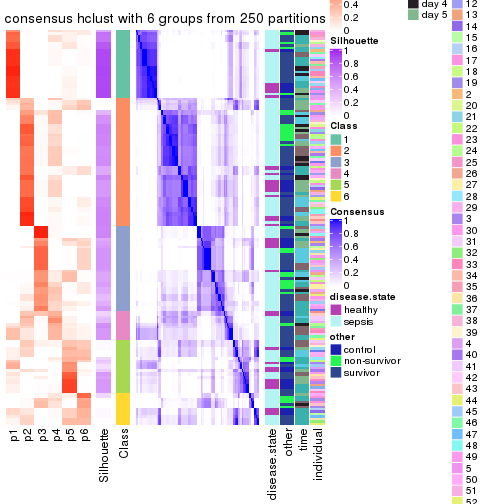 consensus hclust with 6 groups from 250 partitions
p1
p2
p3
p4
p5
p6
Silhouette
Class
disease.state
other
time
individual
0.4
0.2
0
Silhouette
1
0.8
0.6
0.4
0.2
0
Class
1
2
3
4
5
6
Consensus
1
0.8
0.6
0.4
0.2
0
disease.state
healthy
sepsis
other
control
non-survivor
survivor
day 4
day 5
12
13
14
15
16
17
18
19
2
20
21
22
23
24
25
26
27
28
29
3
30
31
32
33
34
35
36
37
38
39
4
40
41
42
43
44
45
46
47
48
49
5
50
51
52